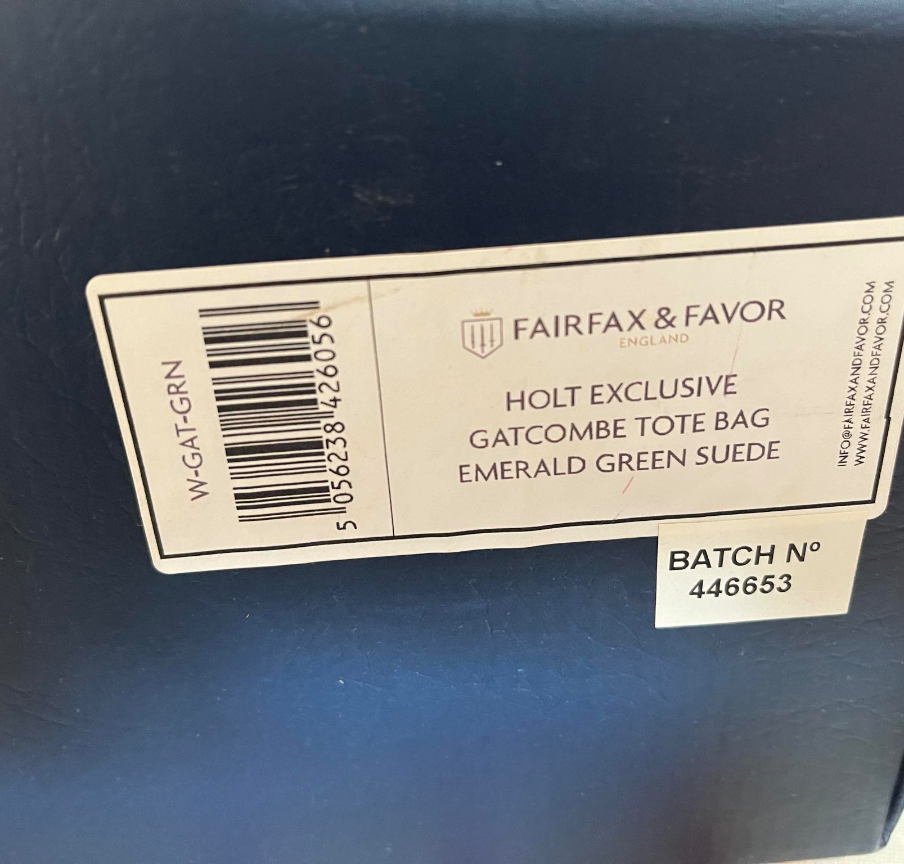 W-GAT-GRN
5 056238 426056
FAIRFAX & FAVOR
ENGLAND
HOLT EXCLUSIVE
GATCOMBE TOTE BAG
EMERALD GREEN SUEDE
INFO@FAIRFAXANDFAVOR.COM
WWW.FAIRFAXANDFAVOR.COM
BATCH Nº
446653